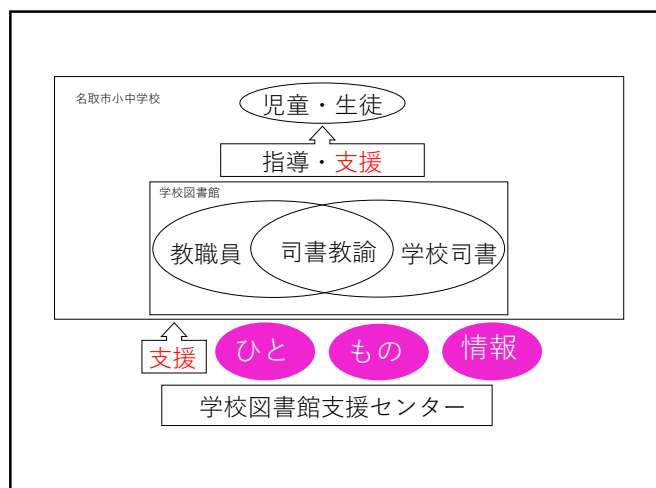 名取市小中学校
児童・生徒
指導・支援
学校図書館
教職員
司書教諭
学校司書
支援
ひと
もの
情報
学校図書館支援センター